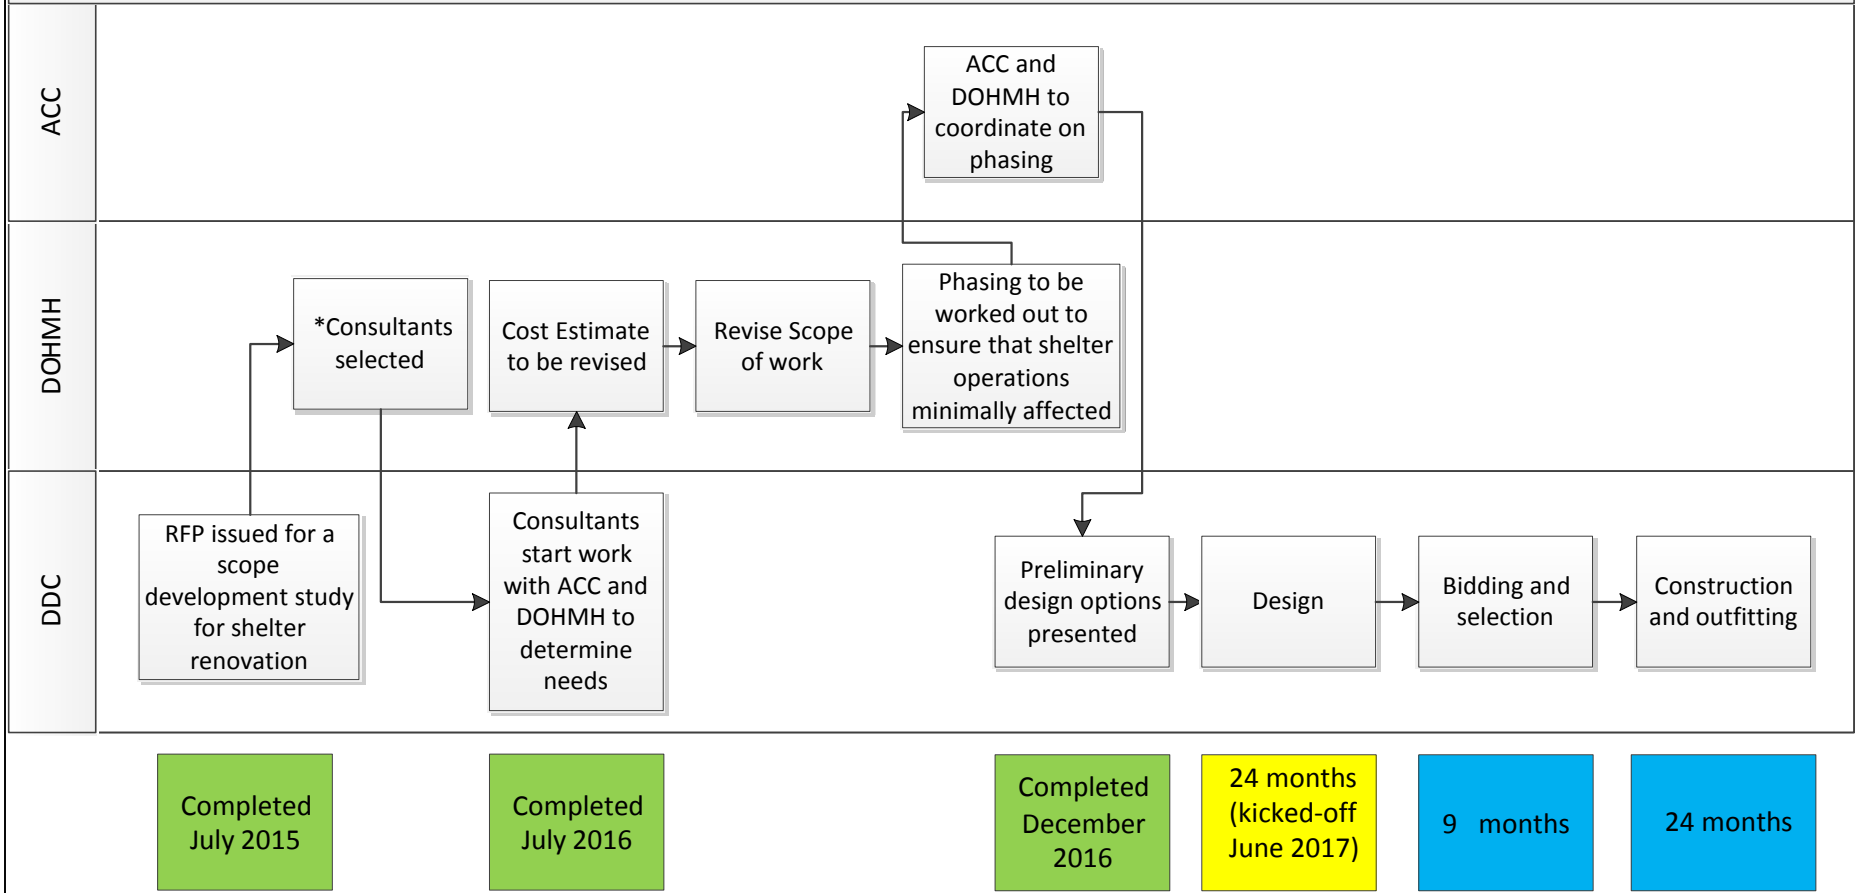 ACC
ACC and
DOHMH to
coordinate on
phasing
DOHMH
*Consultants
selected
Cost Estimate
to be revised
Revise Scope
of work
Phasing to be
worked out to
ensure that shelter
operations
minimally affected
DDC
RFP issued for a
scope
development study
for shelter
renovation
Consultants
start work
with ACC and
DOHMH to
determine
needs
Preliminary
design options
presented
Design
Bidding and
selection
Construction
and outfitting
Completed
July 2015
Completed
July 2016
Completed
December
2016
24 months
(kicked-off
June 2017)
9 months
24 months